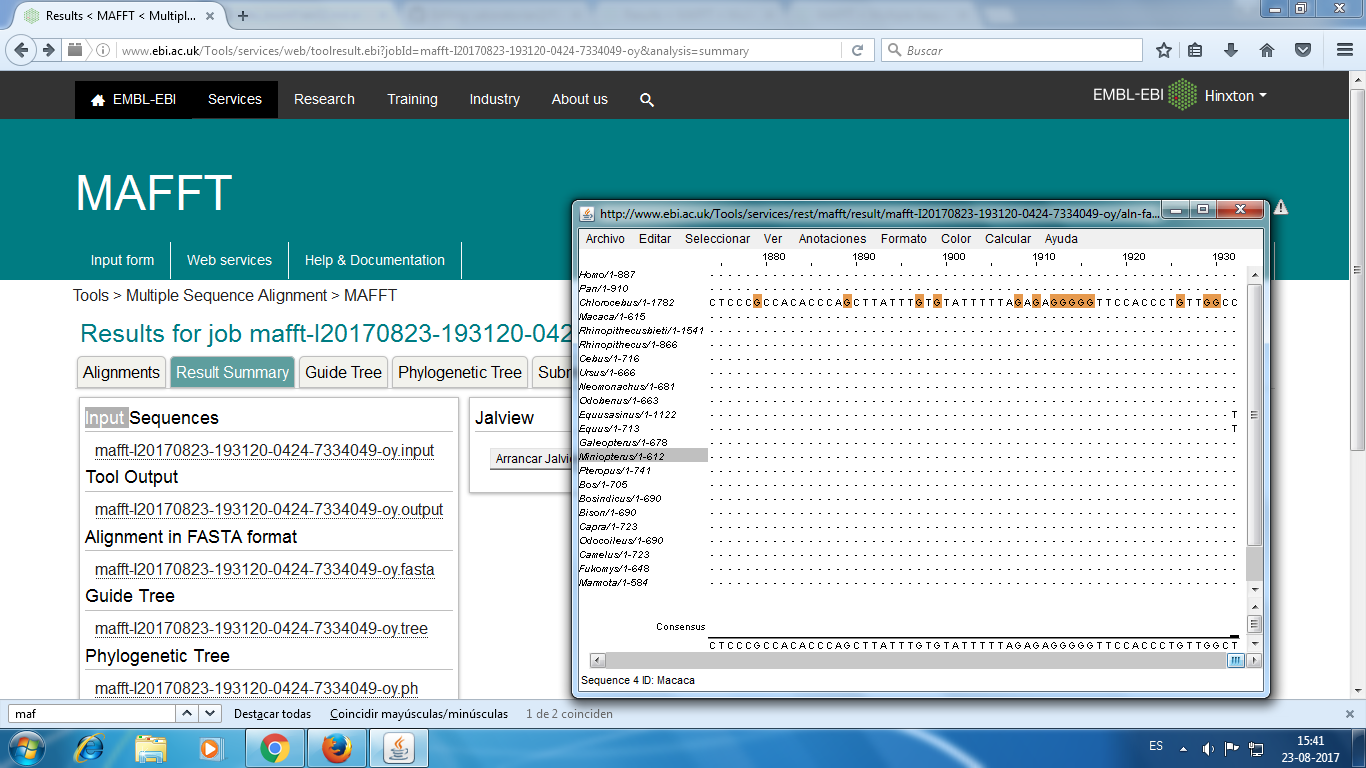 Results < MAFFT < Multipl...
www.ebi.ac.uk/Tools/services/web/toolresult.ebi?jobId=mafft-I20170823-193120-0424-7334049-oy&analysis=summary
Buscar
EMBL-EBI Services Research Training Industry About us
EMBL-EBI Hinxton
MAFFT
Input form Web services Help & Documentation
Tools > Multiple Sequence Alignment > MAFFT
Results for job mafft-I20170823-193120-042
Alignments Result Summary Guide Tree Phylogenetic Tree Subr
Input Sequences
mafft-I20170823-193120-0424-7334049-oy.input
Tool Output
mafft-I20170823-193120-0424-7334049-oy.output
Alignment in FASTA format
mafft-I20170823-193120-0424-7334049-oy.fasta
Guide Tree
mafft-I20170823-193120-0424-7334049-oy.tree
Phylogenetic Tree
mafft-I20170823-193120-0424-7334049-oy.ph
Jalview
Arrancar Jalvi
http://www.ebi.ac.uk/Tools/services/rest/mafft/result/mafft-I20170823-193120-0424-7334049-oy/aln-fa...
Archivo Editar Seleccionar Ver Anotaciones Formato Color Calcular Ayuda
1880 1890 1900 1910 1920 1930
Homo/1-887
Pan/1-910
Chlorocebus/1-1782 CTCCCGCCACACCCAGCTTATTTGTGTATTTTTAGAGAGGGGGTTCCACCCTGTTGGCC
Macaca/1-615
Rhinopithecusbieti/1-1541
Rhinopithecus/1-866
Cebus/1-716
Ursus/1-666
Neomonachus/1-681
Odobenus/1-663
Equusasinus/1-1122 T
Equus/1-713 T
Galeopterus/1-678
Miniopterus/1-612
Pteropus/1-741
Bos/1-705
Bosindicus/1-690
Bison/1-690
Capra/1-723
Odocoileus/1-690
Camelus/1-723
Fukomys/1-648
Marmota/1-584
Consensus
CTCCCGCCACACCCAGCTTATTTGTGTATTTTTAGAGAGGGGGTTCCACCCTGTTGGCT
Sequence 4 ID: Macaca
maf Destacar todas Coincidir mayúsculas/minúsculas 1 de 2 coinciden
ES 15:41
23-08-2017